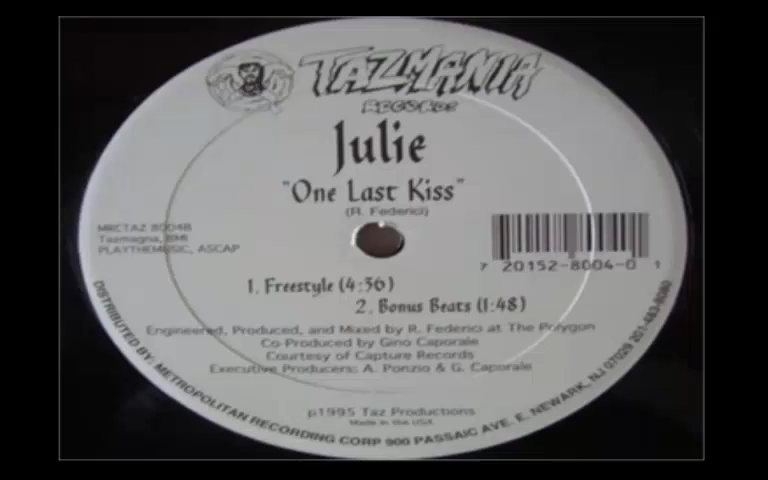 TAZMANIA
RECORDS
Julie
"One Last Kiss"
(R. Federici)
MRCTAZ 8004B
Tazmagna, BMI
PLAYTHEMUSIC, ASCAP
7 20152-8004-0 1
1. Freestyle (4:36)
2. Bonus Beats (1:48)
Engineered, Produced, and Mixed by R. Federici at The Polygon
Co-Produced by Gino Caporale
Courtesy of Capture Records
Executive Producers: A. Ponzio & G. Caporale
p1995 Taz Productions
Made in the USA
DISTRIBUTED BY: METROPOLITAN RECORDING CORP 900 PASSAIC AVE. E. NEWARK, NJ 07029 201-483-8080